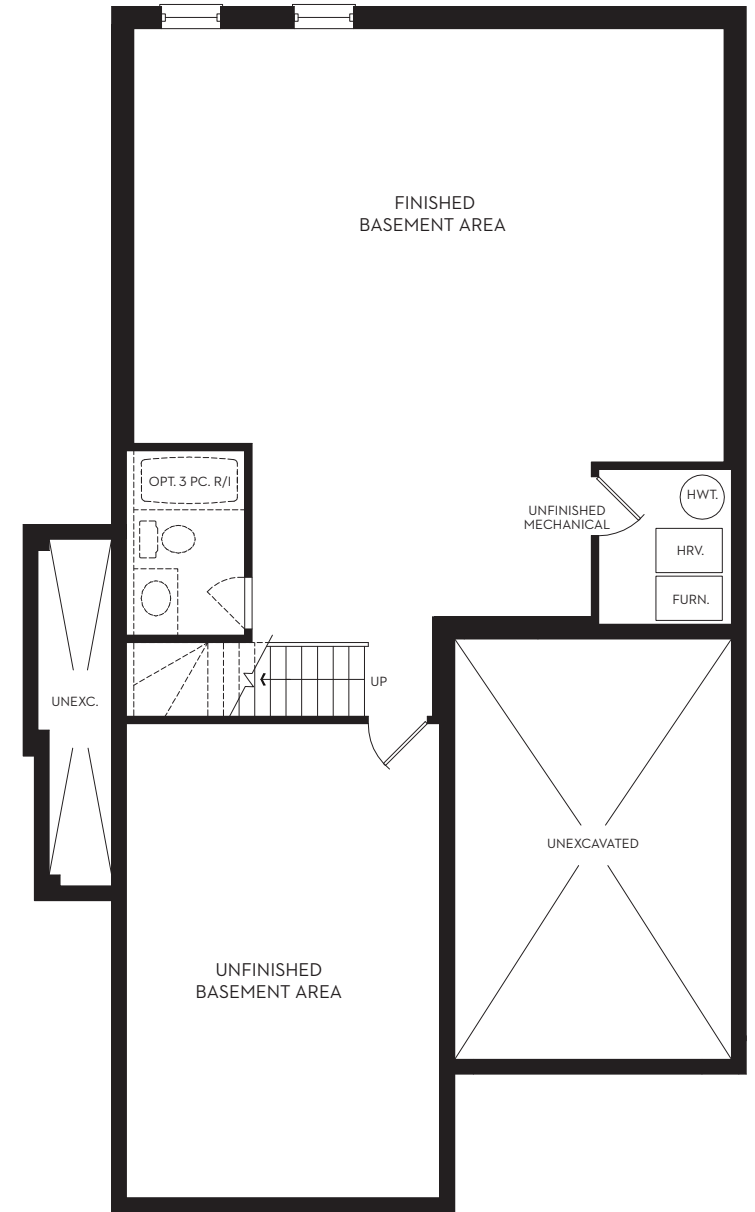 FINISHED
BASEMENT AREA
OPT. 3 PC. R/I
UNFINISHED
MECHANICAL
HWT.
HRV.
FURN.
UP
UNEXC.
UNEXCAVATED
UNFINISHED
BASEMENT AREA